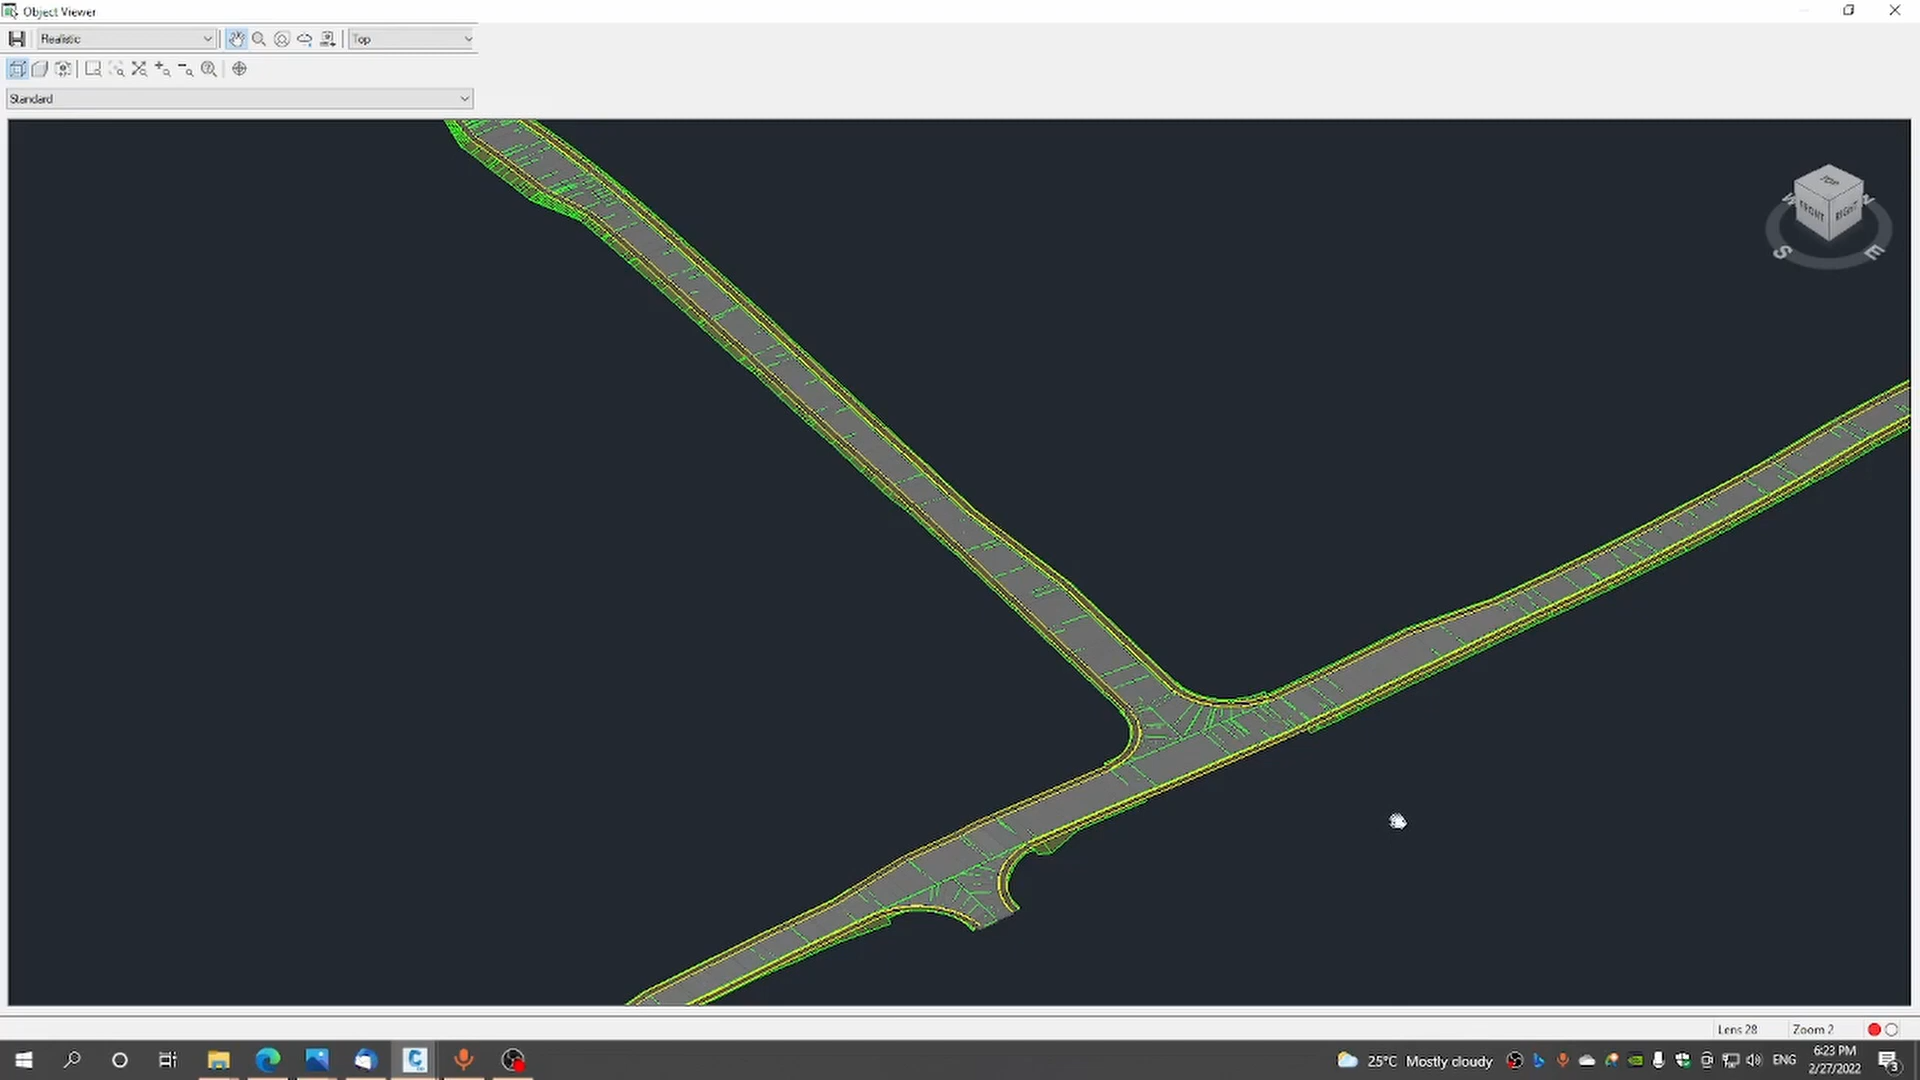 Object Viewer
Realistic
Top
Standard
TOP
FRONT RIGHT
W N
S E
Lens 28 Zoom 2
25°C Mostly cloudy
ENG
6:23 PM
2/27/2022
3